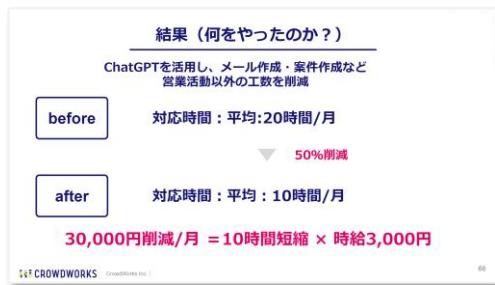 結果（何をやったのか？）
ChatGPTを活用し、メール作成・案件作成など
営業活動以外の工数を削減
before
対応時間：平均:20時間/月
50%削減
after
対応時間：平均：10時間/月
30,000円削減/月 ＝10時間短縮 × 時給3,000円
CROWDWORKS
CrowdWorks Inc. |
66